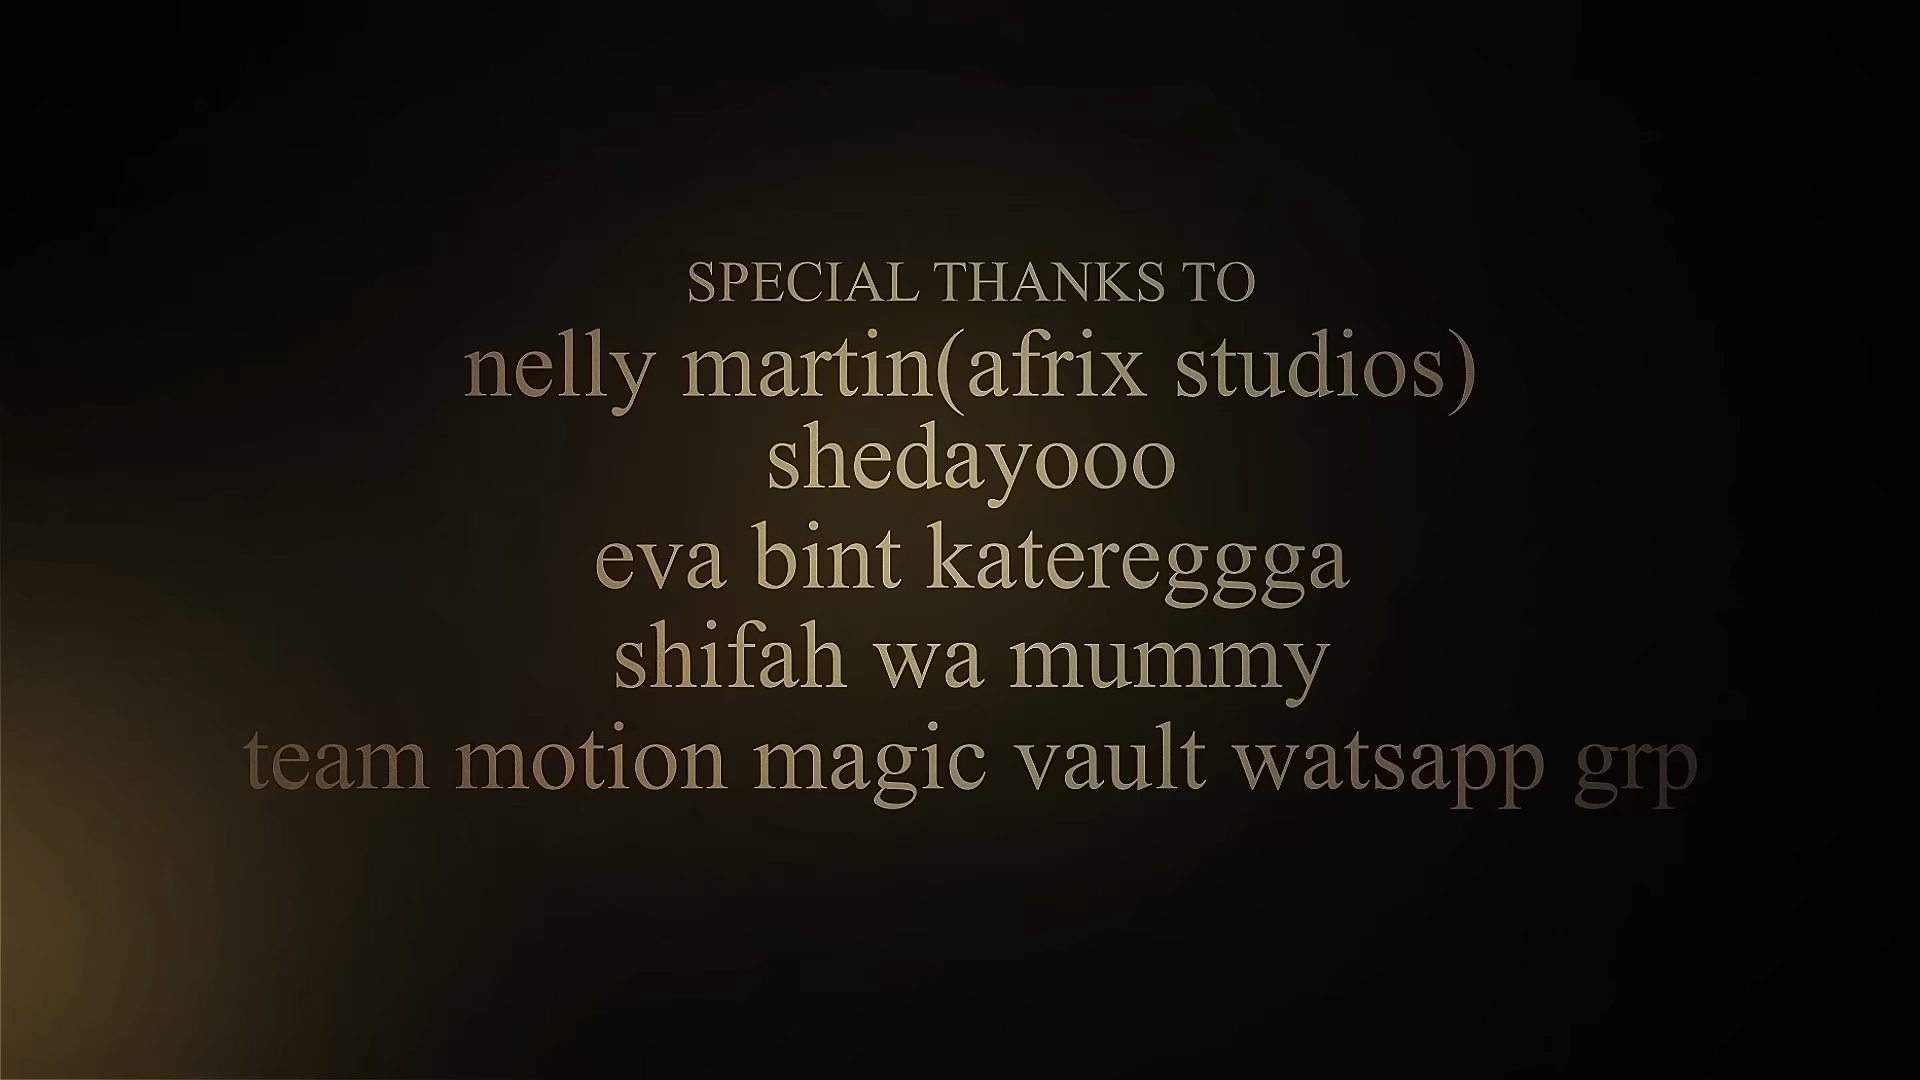 SPECIAL THANKS TO
nelly martin(afrix studios)
shedayooo
eva bint katereggga
shifah wa mummy
team motion magic vault watsapp grp